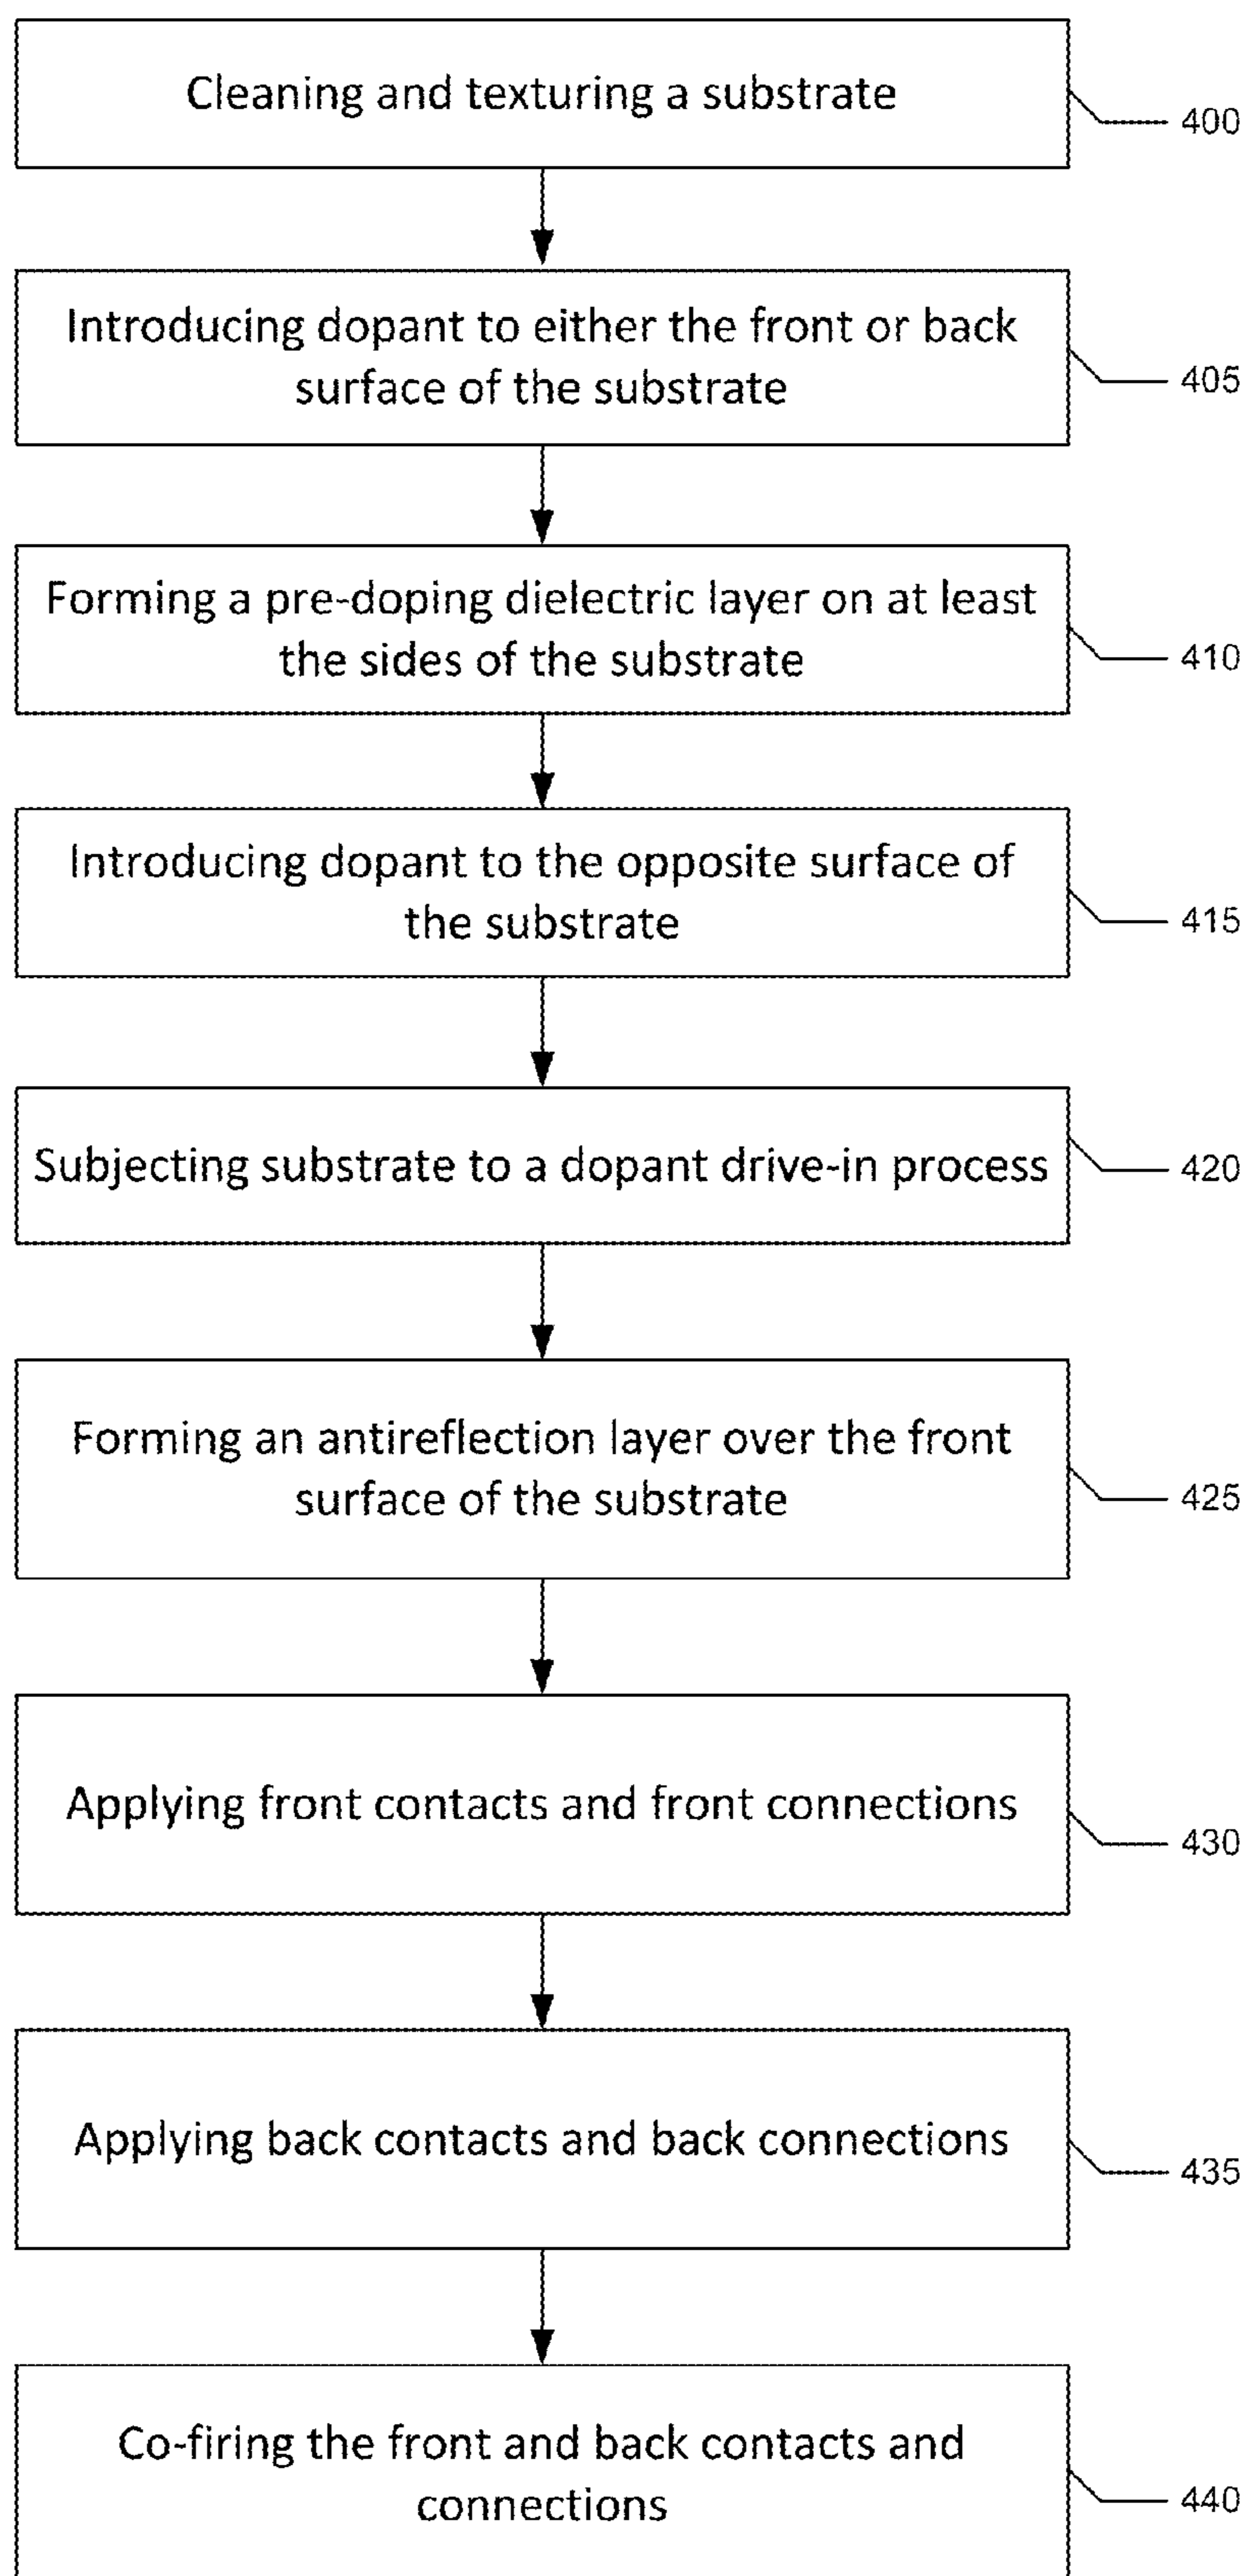 Cleaning and texturing a substrate
400
Introducing dopant to either the front or back
surface of the substrate
405
Forming a pre-doping dielectric layer on at least
the sides of the substrate
410
Introducing dopant to the opposite surface of
the substrate
415
Subjecting substrate to a dopant drive-in process
420
Forming an antireflection layer over the front
surface of the substrate
425
Applying front contacts and front connections
430
Applying back contacts and back connections
435
Co-firing the front and back contacts and
connections
440